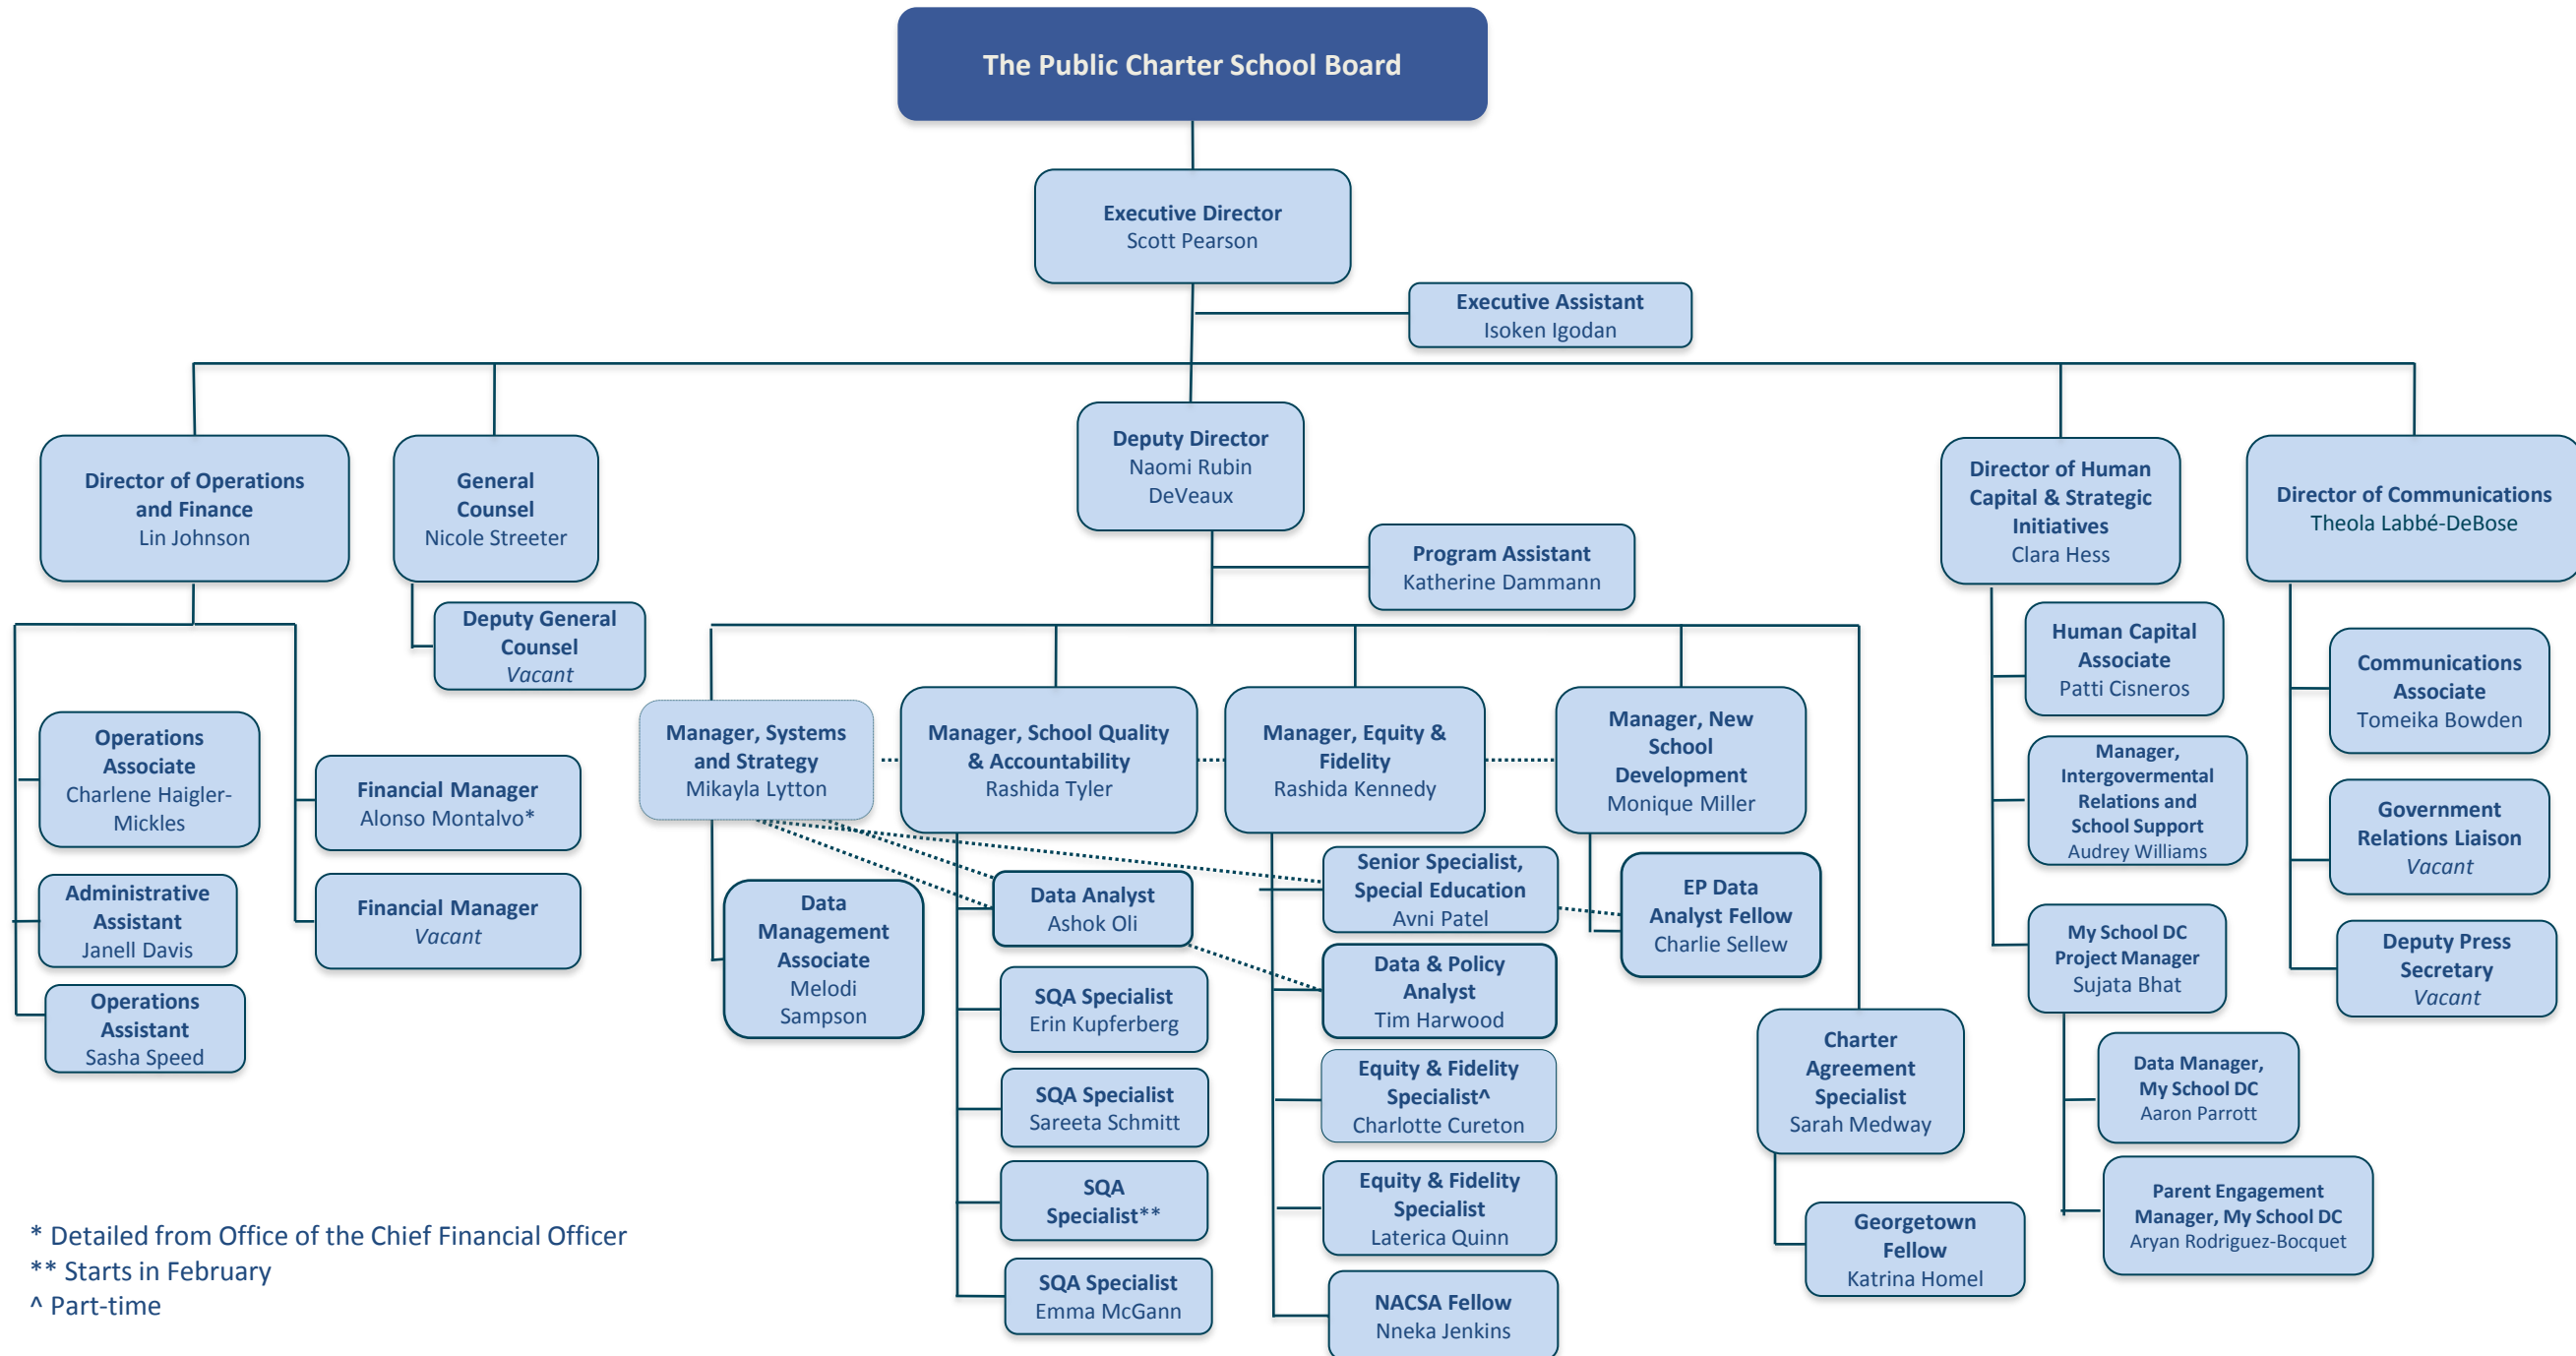 The Public Charter School Board
Executive Director
Scott Pearson
Executive Assistant
Isoken Igodan
Director of Operations
and Finance
Lin Johnson
General
Counsel
Nicole Streeter
Deputy Director
Naomi Rubin
DeVeaux
Director of Human
Capital & Strategic
Initiatives
Clara Hess
Director of Communications
Theola Labbé-DeBose
Program Assistant
Katherine Dammann
Deputy General
Counsel
Vacant
Operations
Associate
Charlene Haigler-
Mickles
Administrative
Assistant
Janell Davis
Operations
Assistant
Sasha Speed
Financial Manager
Alonso Montalvo*
Financial Manager
Vacant
Manager, Systems
and Strategy
Mikayla Lytton
Data
Management
Associate
Melodi
Sampson
Manager, School Quality
& Accountability
Rashida Tyler
Data Analyst
Ashok Oli
SQA Specialist
Erin Kupferberg
SQA Specialist
Sareeta Schmitt
SQA
Specialist**
SQA Specialist
Emma McGann
Manager, Equity &
Fidelity
Rashida Kennedy
Senior Specialist,
Special Education
Avni Patel
Data & Policy
Analyst
Tim Harwood
Equity & Fidelity
Specialist^
Charlotte Cureton
Equity & Fidelity
Specialist
Laterica Quinn
NACSA Fellow
Nneka Jenkins
Manager, New
School
Development
Monique Miller
EP Data
Analyst Fellow
Charlie Sellew
Charter
Agreement
Specialist
Sarah Medway
Georgetown
Fellow
Katrina Homel
Human Capital
Associate
Patti Cisneros
Manager,
Intergovermental
Relations and
School Support
Audrey Williams
My School DC
Project Manager
Sujata Bhat
Data Manager,
My School DC
Aaron Parrott
Parent Engagement
Manager, My School DC
Aryan Rodriguez-Bocquet
Communications
Associate
Tomeika Bowden
Government
Relations Liaison
Vacant
Deputy Press
Secretary
Vacant
* Detailed from Office of the Chief Financial Officer
** Starts in February
^ Part-time